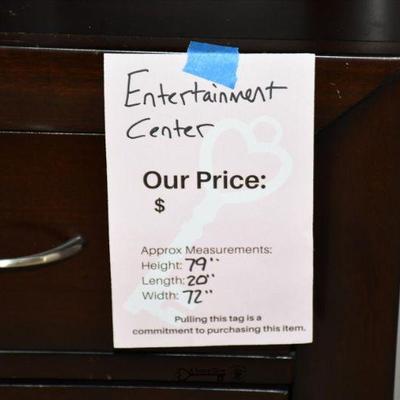 Entertainment
Center
Our Price:
$
Approx Measurements:
Height: 79"
Length: 20"
Width: 72"
Pulling this tag is a
commitment to purchasing this item.